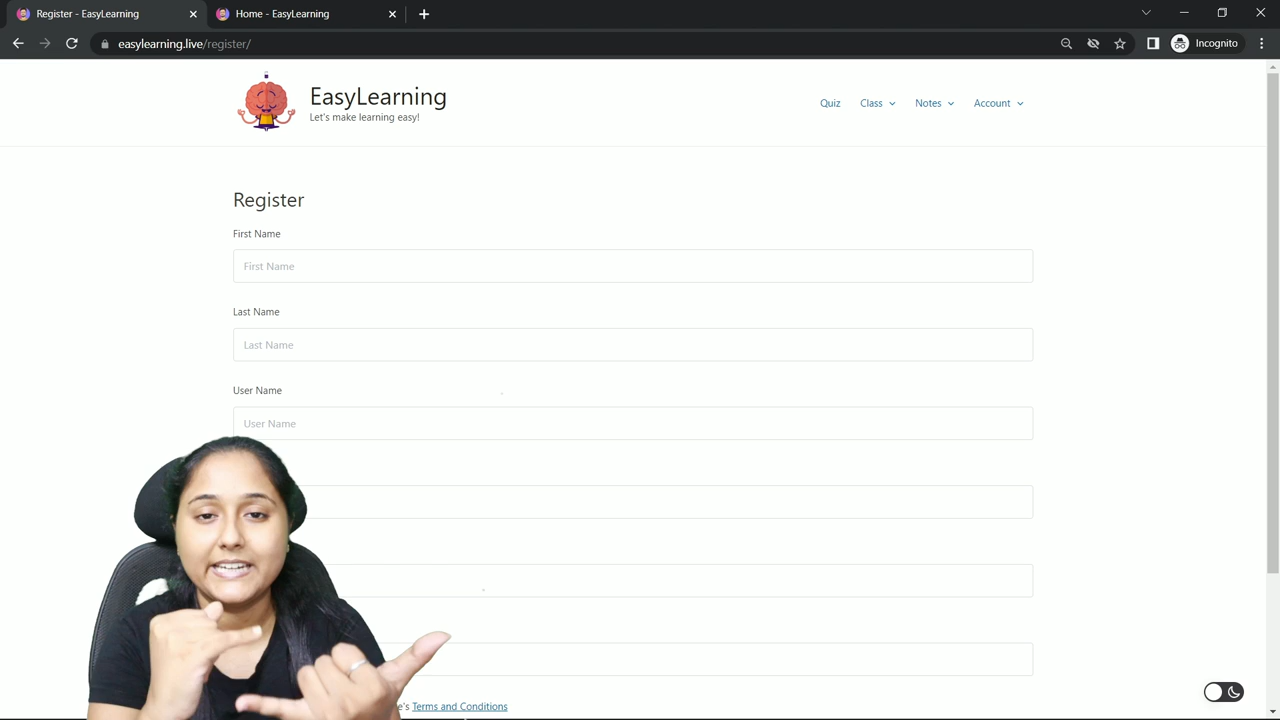 Register - EasyLearning
Home - EasyLearning
easylearning.live/register/
Incognito
EasyLearning
Let's make learning easy!
Quiz
Class
Notes
Account
Register
First Name
First Name
Last Name
Last Name
User Name
User Name
Terms and Conditions